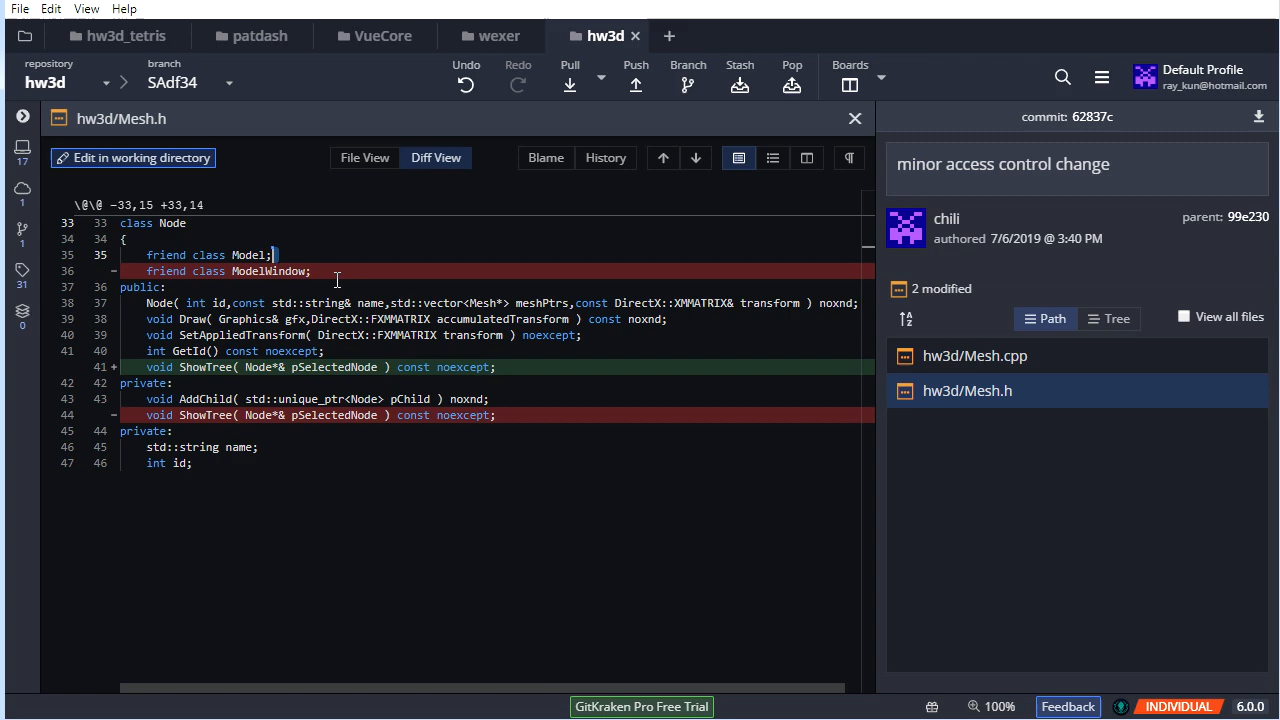 File Edit View Help
hw3d_tetris patdash VueCore wexer hw3d
repository
hw3d
branch
SAdf34
Undo Redo Pull Push Branch Stash Pop Boards
Default Profile
ray_kun@hotmail.com
hw3d/Mesh.h
commit: 62837c
Edit in working directory File View Diff View Blame History
minor access control change
chili
authored 7/6/2019 @ 3:40 PM
parent: 99e230
2 modified
Path Tree View all files
hw3d/Mesh.cpp
hw3d/Mesh.h
17
1
1
31
0
\@\@ -33,15 +33,14
33 33 class Node
34 34 {
35 35 friend class Model;
36 - friend class ModelWindow;
37 36 public:
38 37 Node( int id,const std::string& name,std::vector<Mesh*> meshPtrs,const DirectX::XMMATRIX& transform ) noxnd;
39 38 void Draw( Graphics& gfx,DirectX::FXMMATRIX accumulatedTransform ) const noxnd;
40 39 void SetAppliedTransform( DirectX::FXMMATRIX transform ) noexcept;
41 40 int GetId() const noexcept;
41 + void ShowTree( Node*& pSelectedNode ) const noexcept;
42 42 private:
43 43 void AddChild( std::unique_ptr<Node> pChild ) noxnd;
44 - void ShowTree( Node*& pSelectedNode ) const noexcept;
45 44 private:
46 45 std::string name;
47 46 int id;
GitKraken Pro Free Trial 100% Feedback INDIVIDUAL 6.0.0